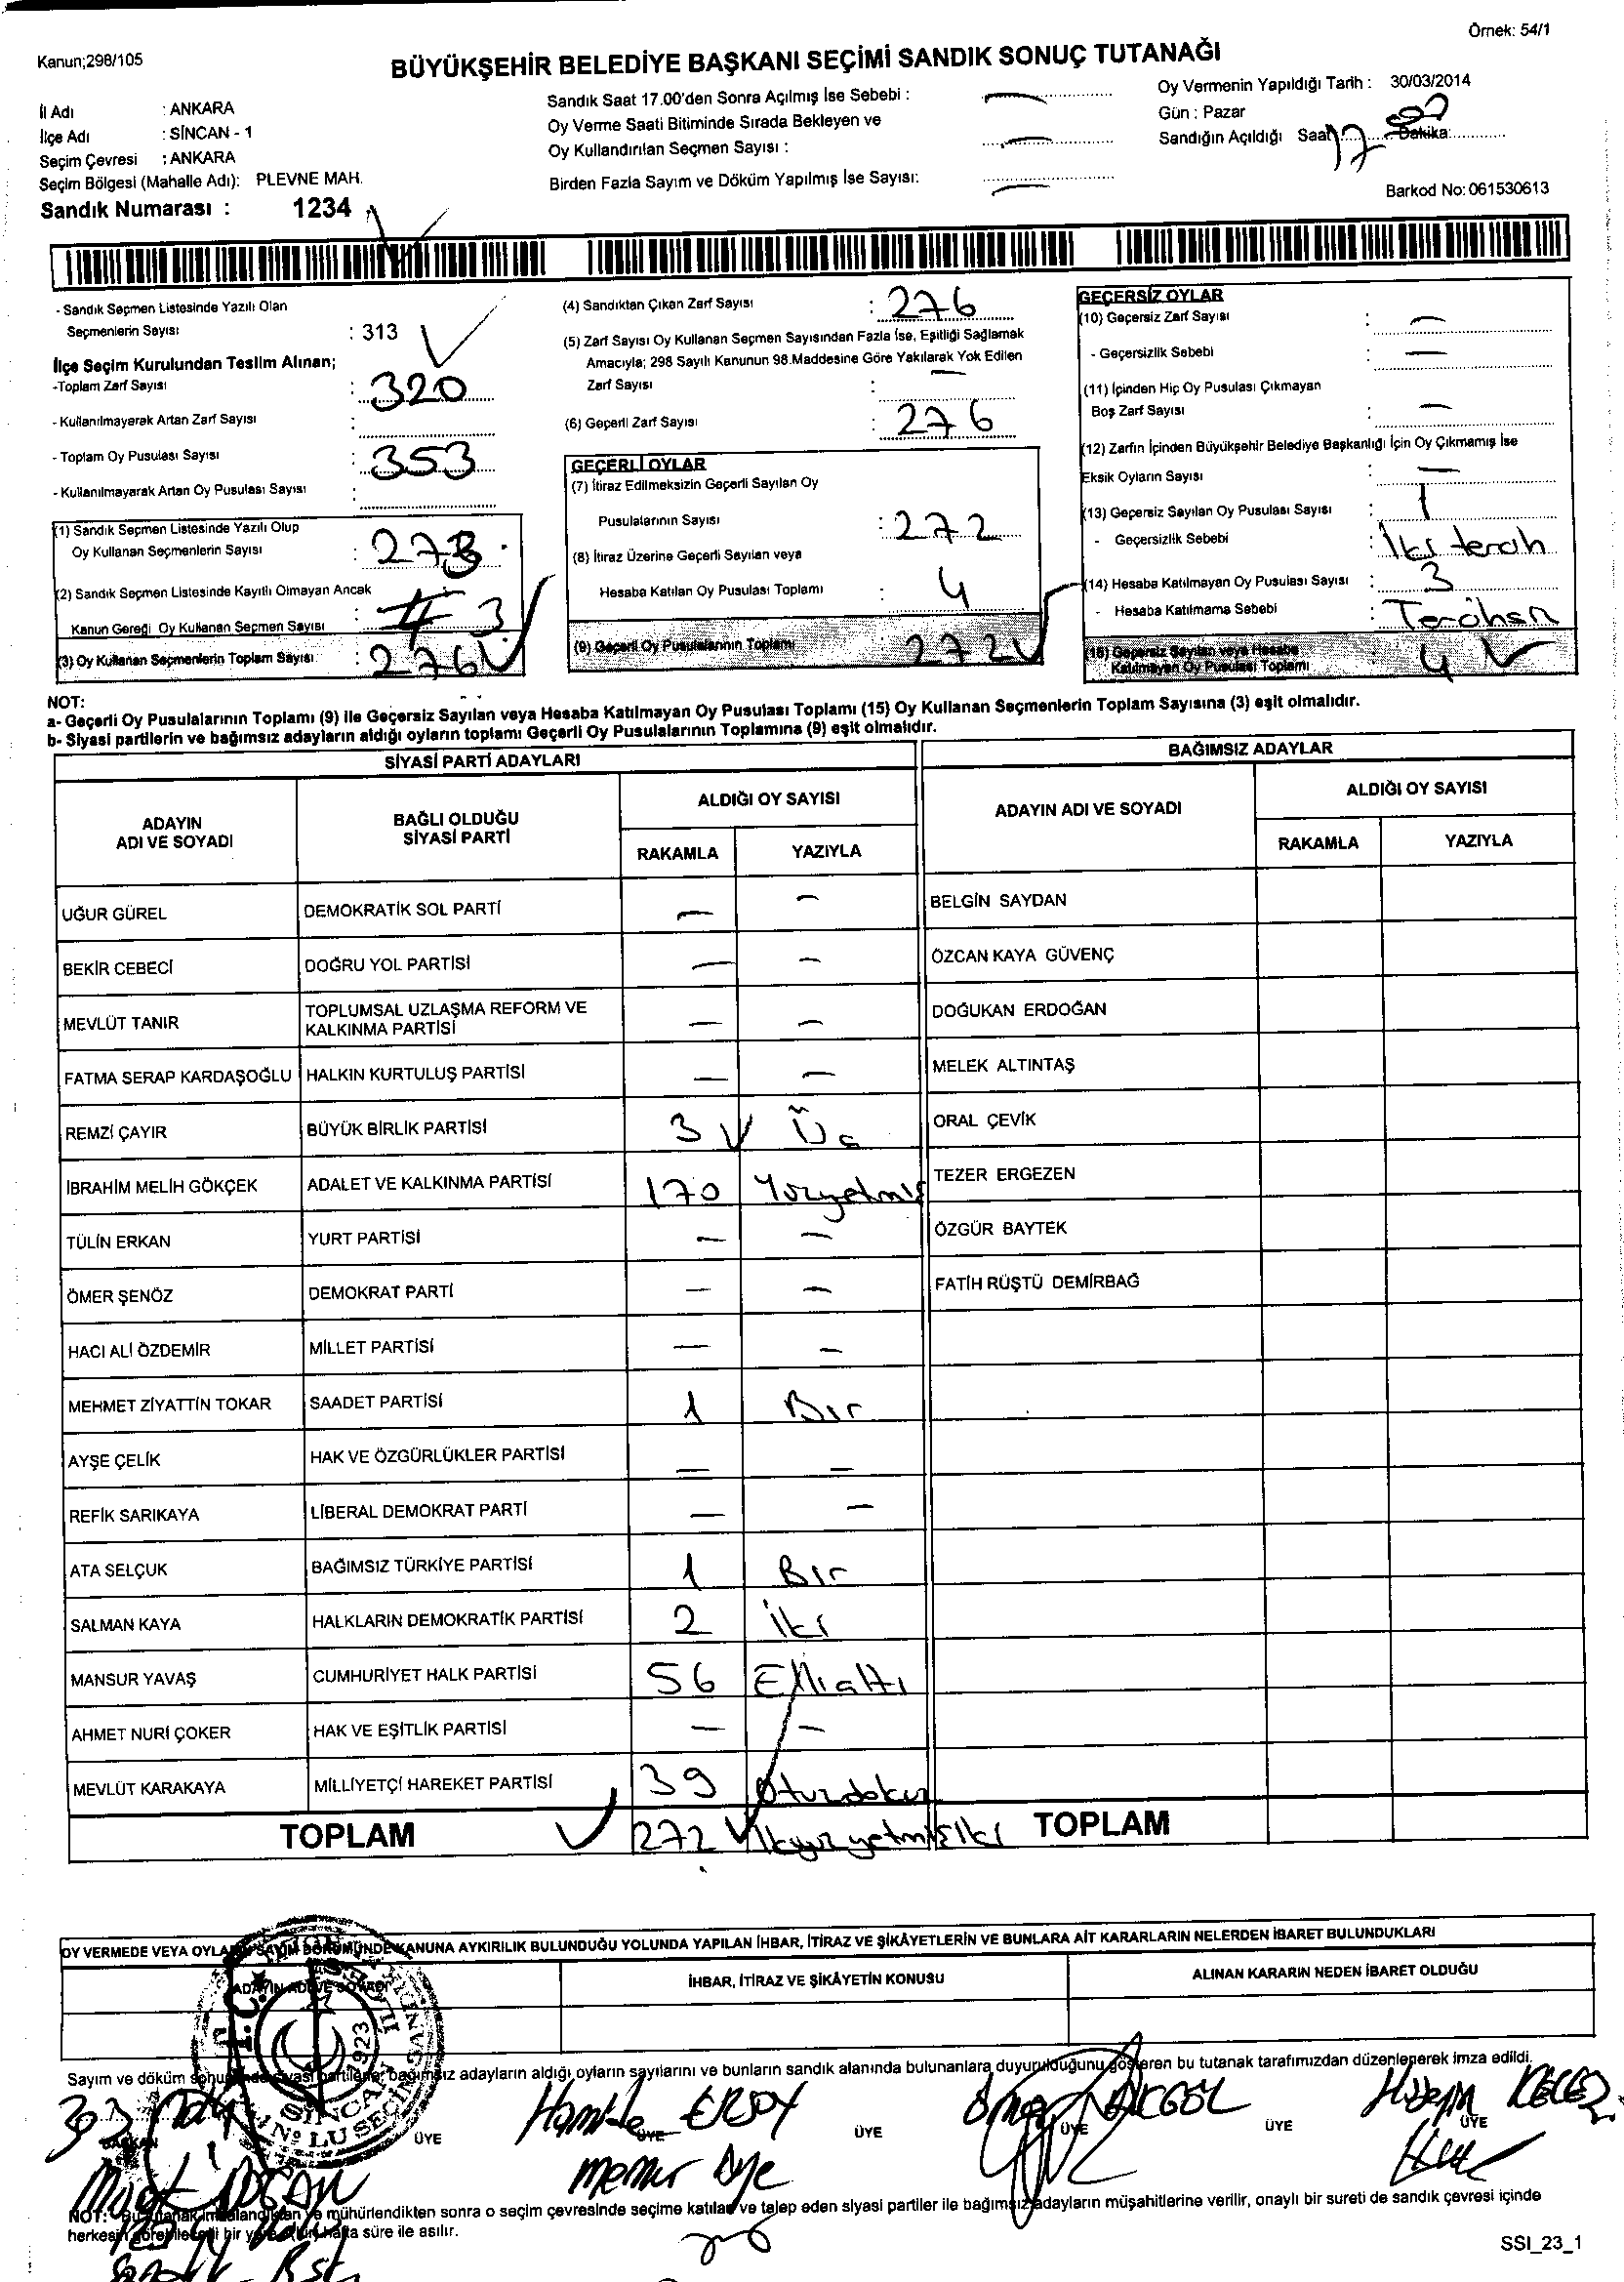 Örnek: 54/1
Kanun;298/105
BÜYÜKŞEHİR BELEDİYE BAŞKANI SEÇİMİ SANDIK SONUÇ TUTANAĞI
İl Adı : ANKARA
İlçe Adı : SİNCAN - 1
Seçim Çevresi : ANKARA
Seçim Bölgesi (Mahalle Adı): PLEVNE MAH.
Sandık Numarası : 1234
Sandık Saat 17.00'den Sonra Açılmış İse Sebebi : —
Oy Verme Saati Bitiminde Sırada Bekleyen ve
Oy Kullandırılan Seçmen Sayısı : —
Birden Fazla Sayım ve Döküm Yapılmış İse Sayısı: —
Oy Vermenin Yapıldığı Tarih : 30/03/2014
Gün : Pazar
Sandığın Açıldığı Saat 17 Dakika: 00
Barkod No: 061530613
- Sandık Seçmen Listesinde Yazılı Olan
Seçmenlerin Sayısı : 313
İlçe Seçim Kurulundan Teslim Alınan;
-Toplam Zarf Sayısı : 320
- Kullanılmayarak Artan Zarf Sayısı :
- Toplam Oy Pusulası Sayısı : 353
- Kullanılmayarak Artan Oy Pusulası Sayısı :
(1) Sandık Seçmen Listesinde Yazılı Olup
Oy Kullanan Seçmenlerin Sayısı : 273
(2) Sandık Seçmen Listesinde Kayıtlı Olmayan Ancak
Kanun Gereği Oy Kullanan Seçmen Sayısı : 3
(3) Oy Kullanan Seçmenlerin Toplam Sayısı : 276
(4) Sandıktan Çıkan Zarf Sayısı : 276
(5) Zarf Sayısı Oy Kullanan Seçmen Sayısından Fazla İse, Eşitliği Sağlamak
Amacıyla; 298 Sayılı Kanunun 98.Maddesine Göre Yakılarak Yok Edilen
Zarf Sayısı : —
(6) Geçerli Zarf Sayısı : 276
GEÇERLİ OYLAR
(7) İtiraz Edilmeksizin Geçerli Sayılan Oy
Pusulalarının Sayısı : 272
(8) İtiraz Üzerine Geçerli Sayılan veya
Hesaba Katılan Oy Pusulası Toplamı : 4
(9) Geçerli Oy Pusulalarının Toplamı 272
GEÇERSİZ OYLAR
(10) Geçersiz Zarf Sayısı : —
- Geçersizlik Sebebi : —
(11) İçinden Hiç Oy Pusulası Çıkmayan
Boş Zarf Sayısı : —
(12) Zarfın İçinden Büyükşehir Belediye Başkanlığı İçin Oy Çıkmamış İse
Eksik Oyların Sayısı : —
(13) Geçersiz Sayılan Oy Pusulası Sayısı : 1
- Geçersizlik Sebebi : İki tercih
(14) Hesaba Katılmayan Oy Pusulası Sayısı : 3
- Hesaba Katılmama Sebebi :
(15) Geçersiz Sayılan veya Hesaba
Katılmayan Oy Pusulası Toplamı 4
NOT:
a- Geçerli Oy Pusulalarının Toplamı (9) ile Geçersiz Sayılan veya Hesaba Katılmayan Oy Pusulası Toplamı (15) Oy Kullanan Seçmenlerin Toplam Sayısına (3) eşit olmalıdır.
b- Siyasi partilerin ve bağımsız adayların aldığı oyların toplamı Geçerli Oy Pusulalarının Toplamına (9) eşit olmalıdır.
SİYASİ PARTİ ADAYLARI
ADAYIN ADI VE SOYADI BAĞLI OLDUĞU SİYASİ PARTİ ALDIĞI OY SAYISI
RAKAMLA YAZIYLA
UĞUR GÜREL DEMOKRATİK SOL PARTİ — —
BEKİR CEBECİ DOĞRU YOL PARTİSİ — —
MEVLÜT TANIR TOPLUMSAL UZLAŞMA REFORM VE KALKINMA PARTİSİ — —
FATMA SERAP KARDAŞOĞLU HALKIN KURTULUŞ PARTİSİ — —
REMZİ ÇAYIR BÜYÜK BİRLİK PARTİSİ 3 Üç
İBRAHİM MELİH GÖKÇEK ADALET VE KALKINMA PARTİSİ 170 Yüzyetmiş
TÜLİN ERKAN YURT PARTİSİ — —
ÖMER ŞENÖZ DEMOKRAT PARTİ — —
HACI ALİ ÖZDEMİR MİLLET PARTİSİ — —
MEHMET ZİYATTİN TOKAR SAADET PARTİSİ 1 Bir
AYŞE ÇELİK HAK VE ÖZGÜRLÜKLER PARTİSİ — —
REFİK SARIKAYA LİBERAL DEMOKRAT PARTİ — —
ATA SELÇUK BAĞIMSIZ TÜRKİYE PARTİSİ 1 Bir
SALMAN KAYA HALKLARIN DEMOKRATİK PARTİSİ 2 İki
MANSUR YAVAŞ CUMHURİYET HALK PARTİSİ 56 Elliatı
AHMET NURİ ÇOKER HAK VE EŞİTLİK PARTİSİ — —
MEVLÜT KARAKAYA MİLLİYETÇİ HAREKET PARTİSİ 39 Otuzdokuz
TOPLAM 272 İkiyüzyetmişİki
BAĞIMSIZ ADAYLAR
ADAYIN ADI VE SOYADI ALDIĞI OY SAYISI
RAKAMLA YAZIYLA
BELGİN SAYDAN
ÖZCAN KAYA GÜVENÇ
DOĞUKAN ERDOĞAN
MELEK ALTINTAŞ
ORAL ÇEVİK
TEZER ERGEZEN
ÖZGÜR BAYTEK
FATİH RÜŞTÜ DEMİRBAĞ
TOPLAM
OY VERMEDE VEYA OYLARIN SAYIM DÖKÜMÜNDE KANUNA AYKIRILIK BULUNDUĞU YOLUNDA YAPILAN İHBAR, İTİRAZ VE ŞİKÂYETLERİN VE BUNLARA AİT KARARLARIN NELERDEN İBARET BULUNDUKLARI
ADAYIN ADI VE SOYADI İHBAR, İTİRAZ VE ŞİKÂYETİN KONUSU ALINAN KARARIN NEDEN İBARET OLDUĞU
T.C. 1923 SİNCAN
Sayım ve döküm sonucunda siyasi partilerle, bağımsız adayların aldığı oyların sayılarını ve bunların sandık alanında bulunanlara duyurulduğunu gösteren bu tutanak tarafımızdan düzenlenerek imza edildi.
BAŞKAN ÜYE ÜYE ÜYE ÜYE ÜYE ÜYE
Memur Üye
NOT: Bu tutanak imzalandıktan ve mühürlendikten sonra o seçim çevresinde seçime katılan ve talep eden siyasi partiler ile bağımsız adayların müşahitlerine verilir, onaylı bir sureti de sandık çevresi içinde
herkesin görebileceği bir yere bir hafta süre ile asılır.
SSI_23_1